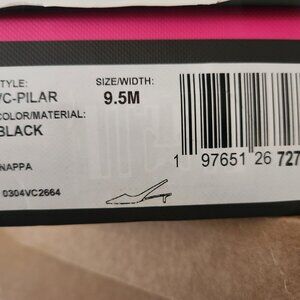 STYLE: SIZE/WIDTH:
VC-PILAR 9.5M
COLOR/MATERIAL:
BLACK
NAPPA
1 97651 26 727
0304VC2664